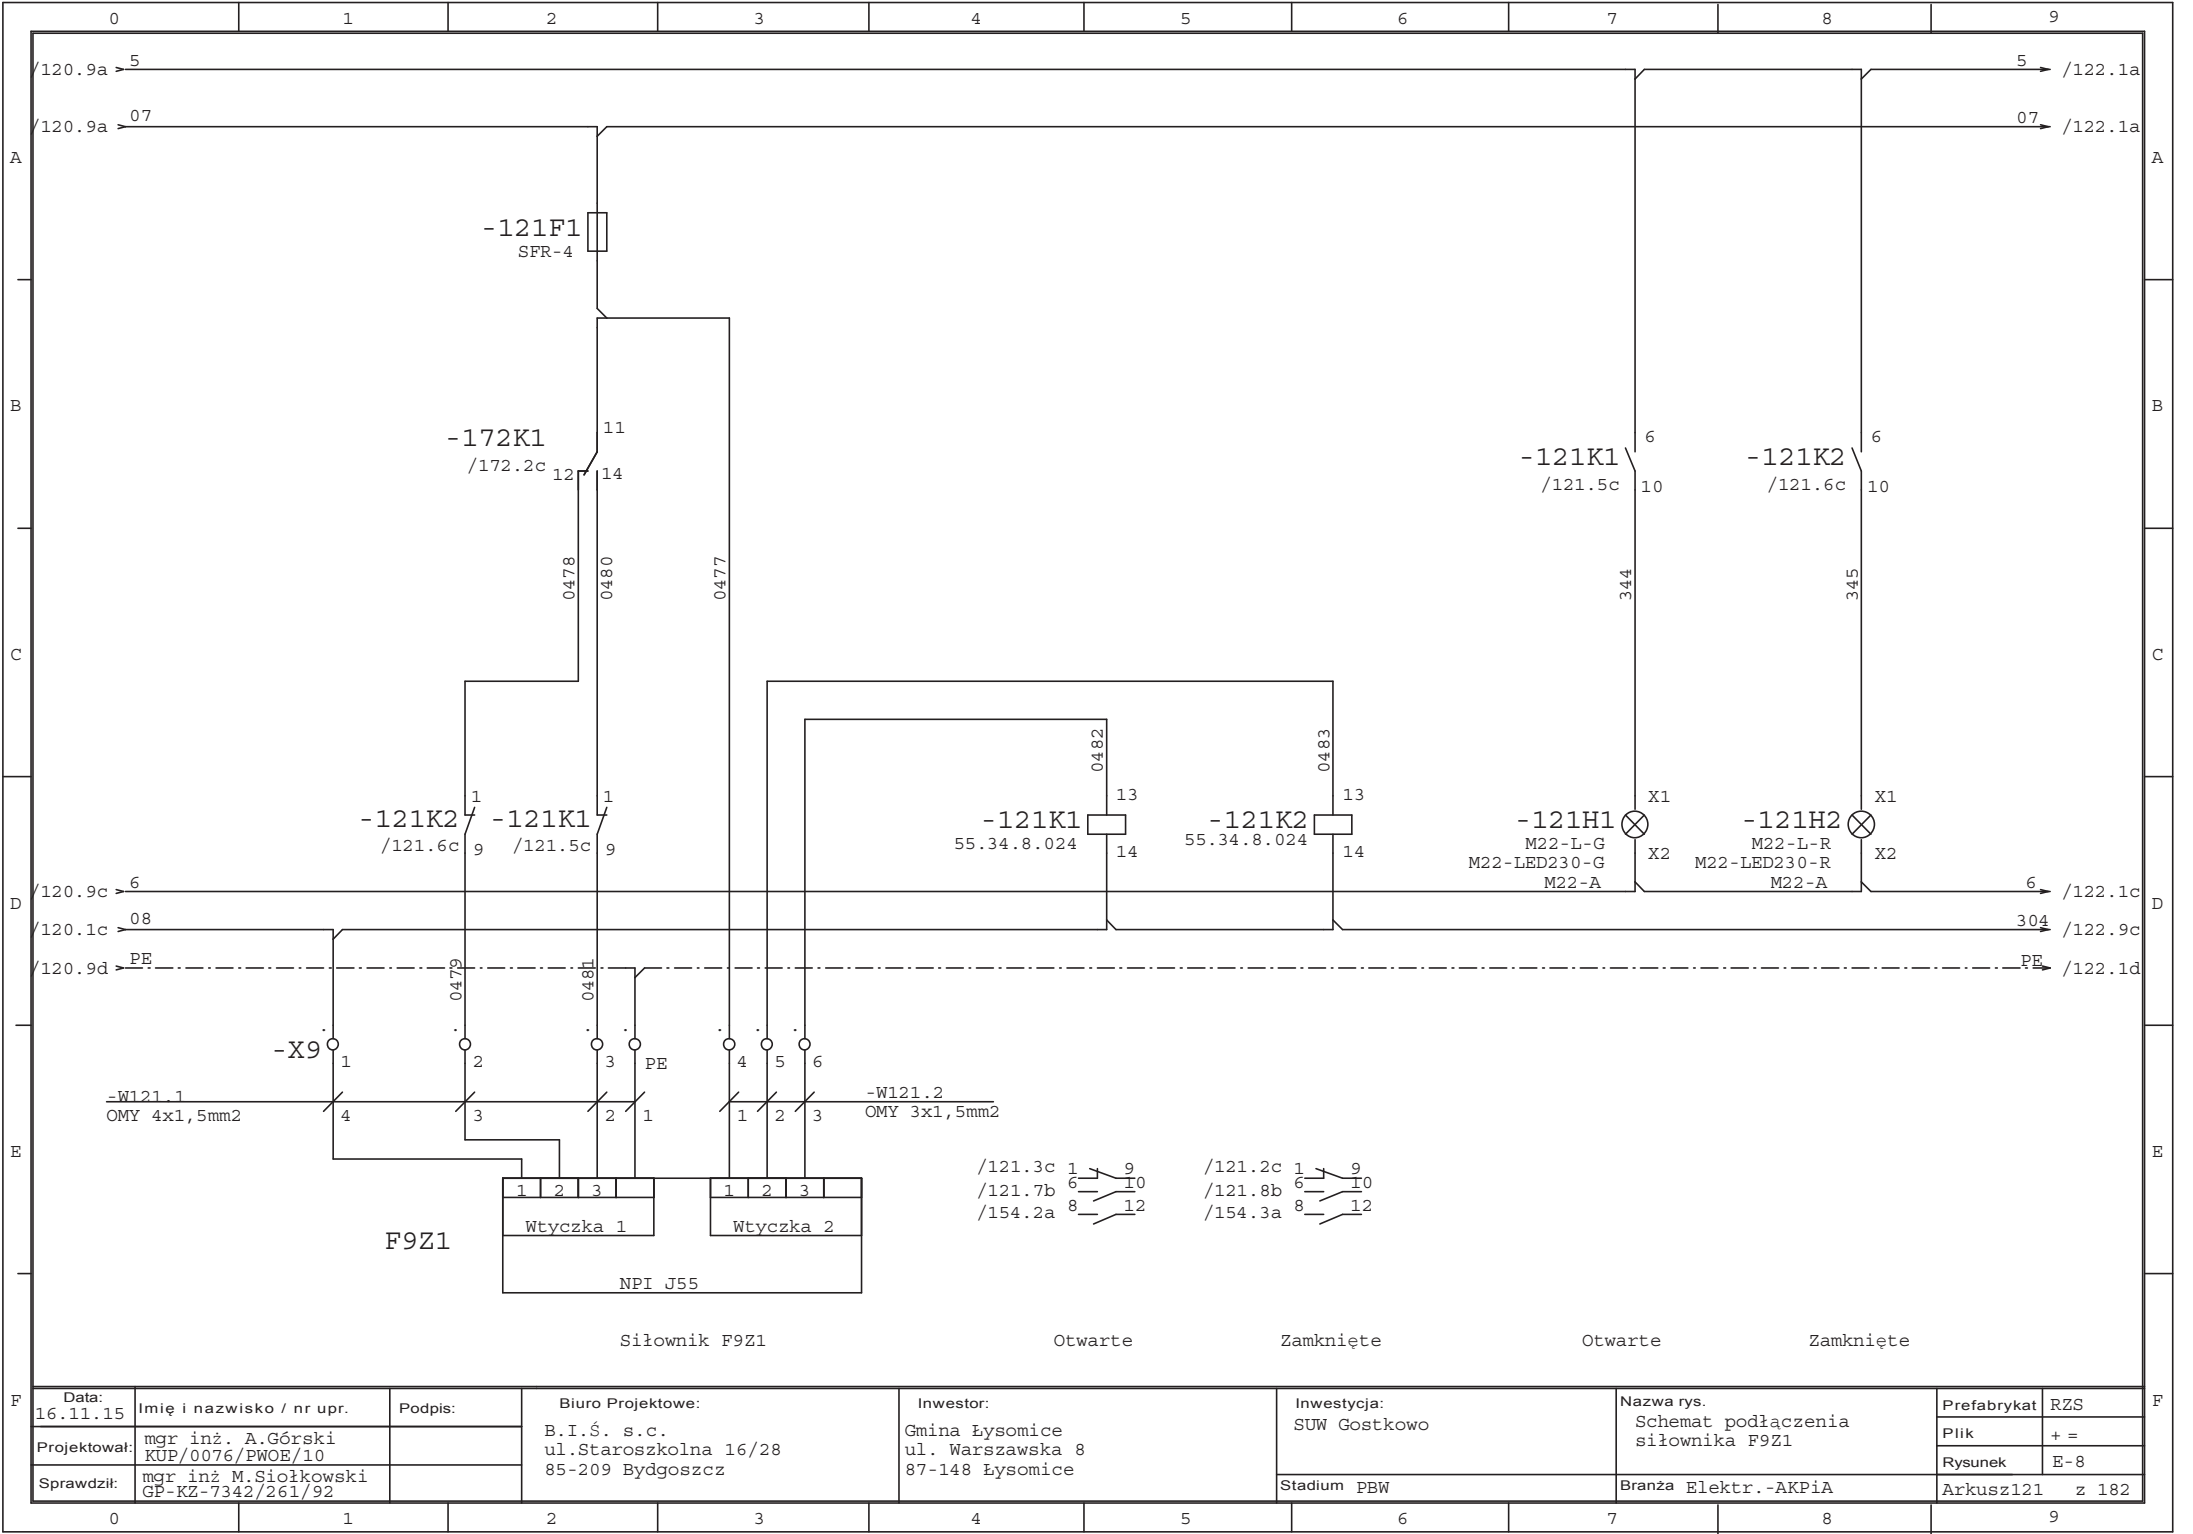 0 1 2 3 4 5 6 7 8 9
/120.9a 5 5 /122.1a
/120.9a 07 07 /122.1a
A A
-121F1
SFR-4
B B
-172K1 11
/172.2c 12 14
-121K1 6
/121.5c 10
-121K2 6
/121.6c 10
0478 0480 0477 344 345
C C
0482 0483
-121K2 1
/121.6c 9
-121K1 1
/121.5c 9
-121K1 13
55.34.8.024 14
-121K2 13
55.34.8.024 14
-121H1 X1
M22-L-G X2
M22-LED230-G
M22-A
-121H2 X1
M22-L-R X2
M22-LED230-R
M22-A
/120.9c 6 6 /122.1c
D D
/120.1c 08 304 /122.9c
/120.9d PE PE /122.1d
0479 0481
-X9 1 2 3 PE 4 5 6
-W121.1
OMY 4x1,5mm2 4 3 2 1
-W121.2
1 2 3 OMY 3x1,5mm2
E E
/121.3c 1 9
/121.7b 6 10
/154.2a 8 12
/121.2c 1 9
/121.8b 6 10
/154.3a 8 12
1 2 3 1 2 3
Wtyczka 1 Wtyczka 2
F9Z1
NPI J55
Siłownik F9Z1 Otwarte Zamknięte Otwarte Zamknięte
F F
Data:
16.11.15
Imię i nazwisko / nr upr.
Podpis:
Projektował:
mgr inż. A.Górski
KUP/0076/PWOE/10
Sprawdził:
mgr inż M.Siołkowski
GP-KZ-7342/261/92
Biuro Projektowe:
B.I.Ś. s.c.
ul.Staroszkolna 16/28
85-209 Bydgoszcz
Inwestor:
Gmina Łysomice
ul. Warszawska 8
87-148 Łysomice
Inwestycja:
SUW Gostkowo
Stadium PBW
Nazwa rys.
Schemat podłączenia
siłownika F9Z1
Branża Elektr.-AKPiA
Prefabrykat RZS
Plik + =
Rysunek E-8
Arkusz121 z 182
0 1 2 3 4 5 6 7 8 9